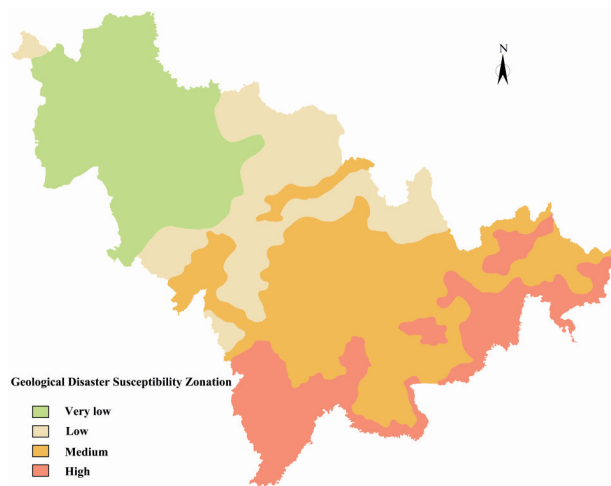 N
Geological Disaster Susceptibility Zonation
Very low
Low
Medium
High